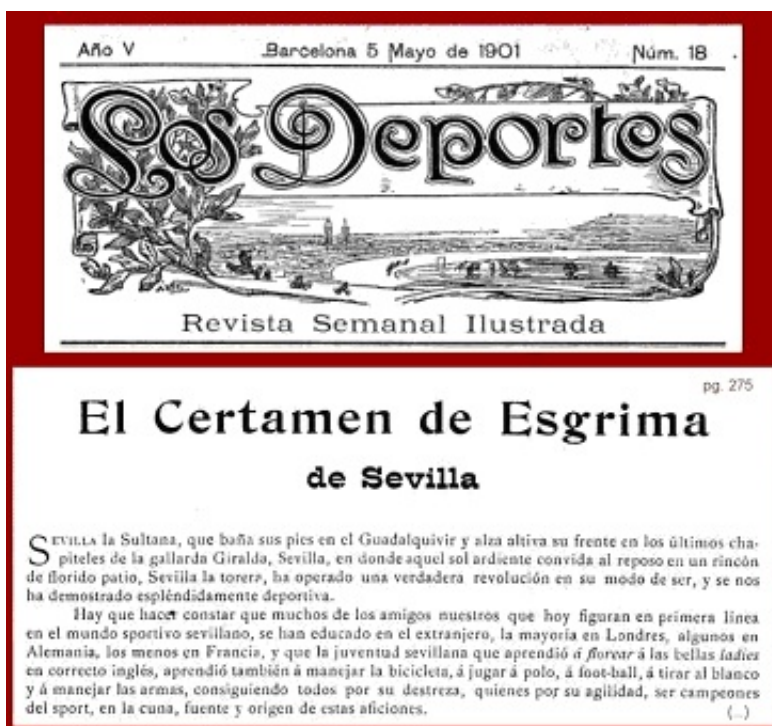 Año V Barcelona 5 Mayo de 1901 Núm. 18
Los Deportes
Revista Semanal Ilustrada
pg. 275
El Certamen de Esgrima
de Sevilla
SEVILLA la Sultana, que baña sus pies en el Guadalquivir y alza altiva su frente en los últimos cha-
piteles de la gallarda Giralda, Sevilla, en donde aquel sol ardiente convida al reposo en un rincón
de florido patio, Sevilla la torera, ha operado una verdadera revolución en su modo de ser, y se nos
ha demostrado espléndidamente deportiva.
Hay que hacer constar que muchos de los amigos nuestros que hoy figuran en primera línea
en el mundo sportivo sevillano, se han educado en el extranjero, la mayoría en Londres, algunos en
Alemania, los menos en Francia, y que la juventud sevillana que aprendió á florear á las bellas ladies
en correcto inglés, aprendió también á manejar la bicicleta, á jugar á polo, á foot-ball, á tirar al blanco
y á manejar las armas, consiguiendo todos por su destreza, quienes por su agilidad, ser campeones
del sport, en la cuna, fuente y origen de estas aficiones.
(...)